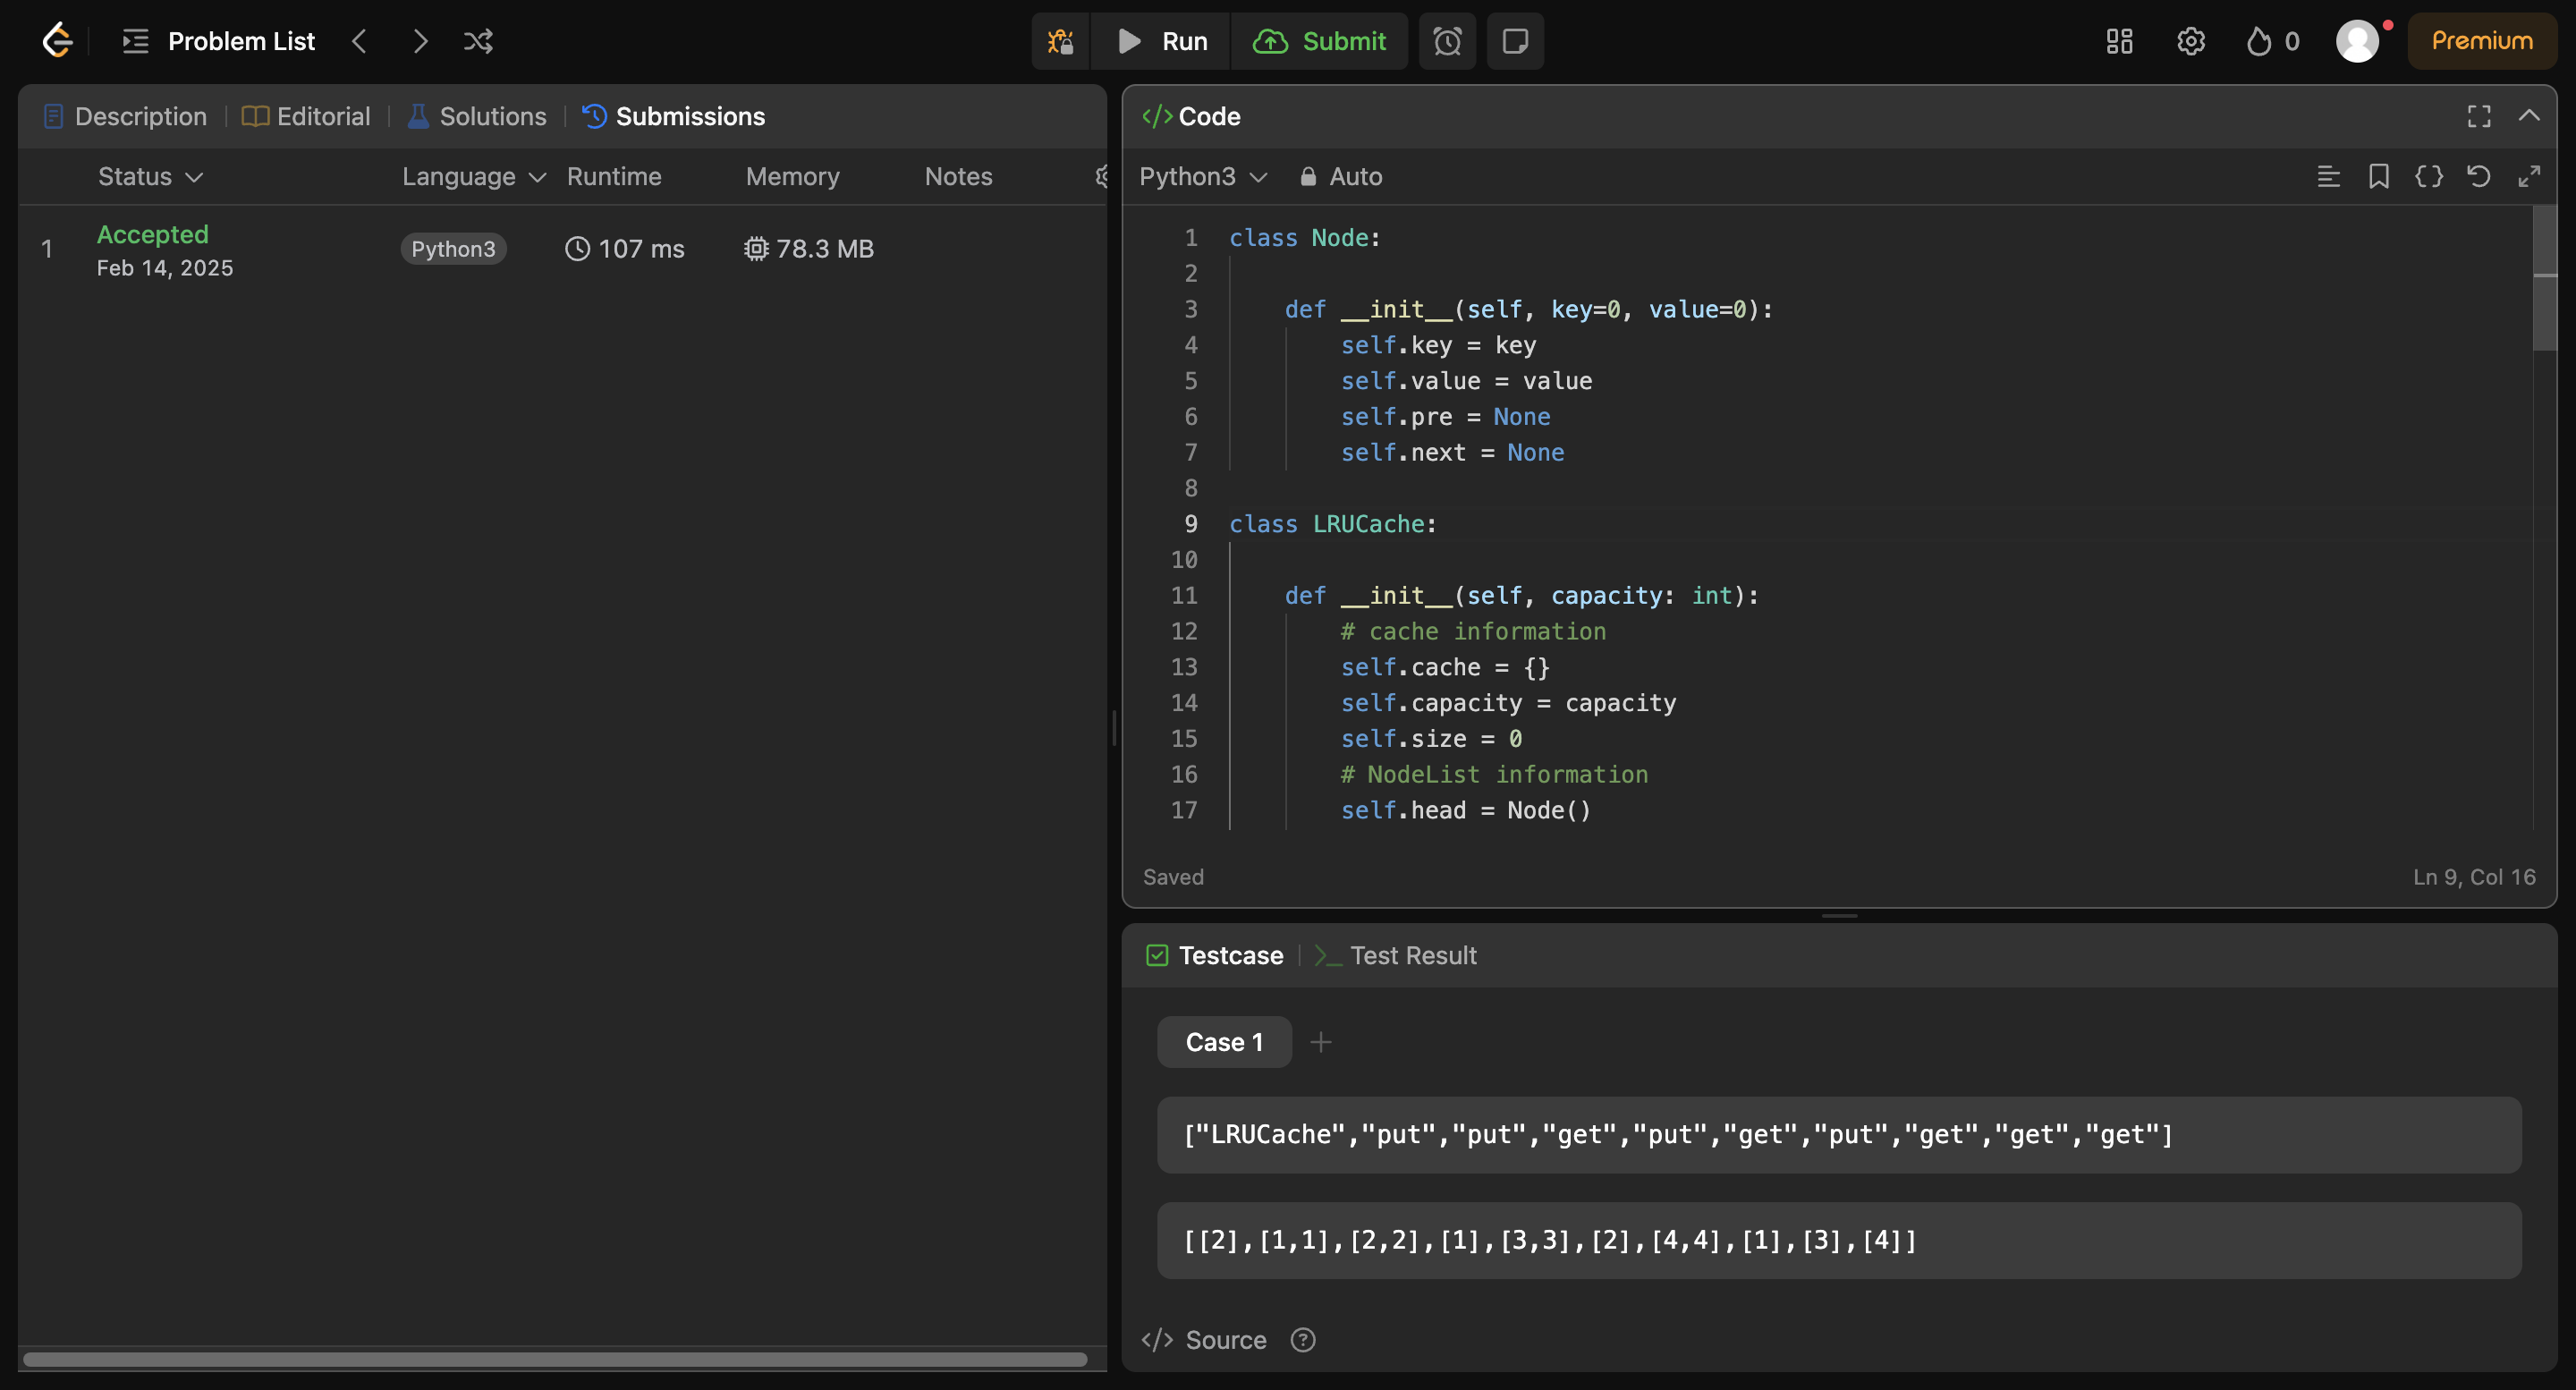 Problem List
Run
Submit
0
Premium
Description
Editorial
Solutions
Submissions
Status
Language
Runtime
Memory
Notes
1
Accepted
Feb 14, 2025
Python3
107 ms
78.3 MB
Code
Python3
Auto
1 class Node:
2
3     def __init__(self, key=0, value=0):
4         self.key = key
5         self.value = value
6         self.pre = None
7         self.next = None
8
9 class LRUCache:
10
11     def __init__(self, capacity: int):
12         # cache information
13         self.cache = {}
14         self.capacity = capacity
15         self.size = 0
16         # NodeList information
17         self.head = Node()
Saved
Ln 9, Col 16
Testcase
Test Result
Case 1
["LRUCache","put","put","get","put","get","put","get","get","get"]
[[2],[1,1],[2,2],[1],[3,3],[2],[4,4],[1],[3],[4]]
Source